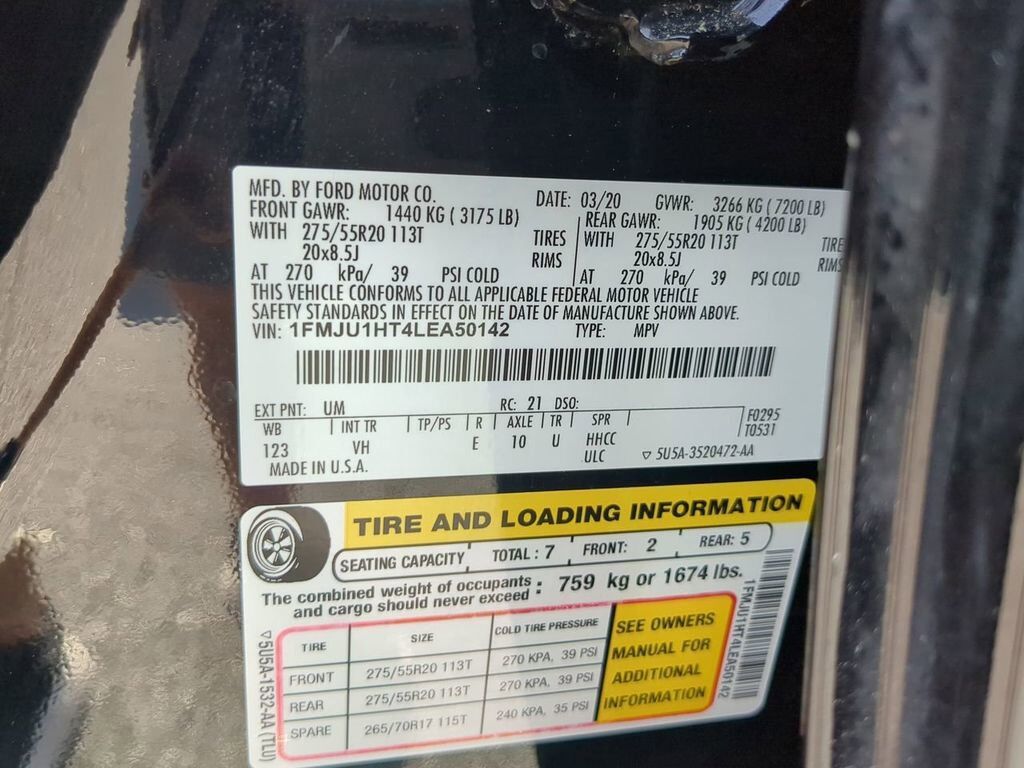 MFD. BY FORD MOTOR CO. DATE: 03/20 GVWR: 3266 KG ( 7200 LB)
FRONT GAWR: 1440 KG ( 3175 LB) REAR GAWR: 1905 KG ( 4200 LB)
WITH 275/55R20 113T TIRES WITH 275/55R20 113T TIRE
20x8.5J RIMS 20x8.5J RIMS
AT 270 kPa/ 39 PSI COLD AT 270 kPa/ 39 PSI COLD
THIS VEHICLE CONFORMS TO ALL APPLICABLE FEDERAL MOTOR VEHICLE
SAFETY STANDARDS IN EFFECT ON THE DATE OF MANUFACTURE SHOWN ABOVE.
VIN: 1FMJU1HT4LEA50142 TYPE: MPV
EXT PNT: UM RC: 21 DSO:
WB INT TR TP/PS R AXLE TR SPR F0295
T0531
123 VH E 10 U HHCC
ULC ▽ 5U5A-3520472-AA
MADE IN U.S.A.
TIRE AND LOADING INFORMATION
SEATING CAPACITY TOTAL : 7 FRONT: 2 REAR: 5
The combined weight of occupants and cargo should never exceed : 759 kg or 1674 lbs.
TIRE SIZE COLD TIRE PRESSURE
FRONT 275/55R20 113T 270 KPA, 39 PSI
REAR 275/55R20 113T 270 KPA, 39 PSI
SPARE 265/70R17 115T 240 KPA, 35 PSI
SEE OWNERS
MANUAL FOR
ADDITIONAL
INFORMATION
▽5U5A-1532-AA (TLU)
1FMJU1HT4LEA50142